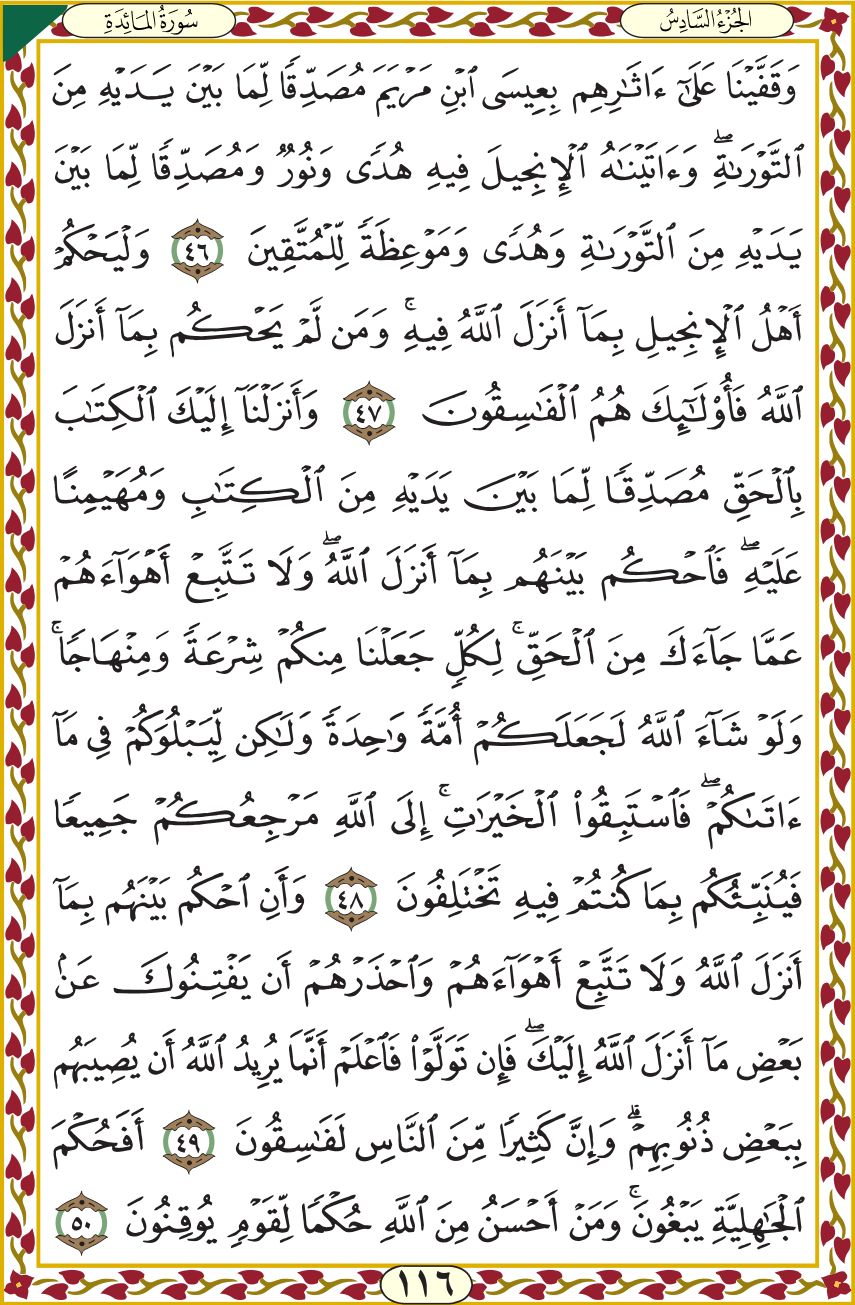 الجُزْءُ السَّادِسُ
سُورَةُ المَائِدَةِ
وَقَفَّيْنَا عَلَىٰٓ ءَاثَٰرِهِم بِعِيسَى ٱبْنِ مَرْيَمَ مُصَدِّقٗا لِّمَا بَيْنَ يَدَيْهِ مِنَ
ٱلتَّوْرَىٰةِۖ وَءَاتَيْنَٰهُ ٱلْإِنجِيلَ فِيهِ هُدٗى وَنُورٞ وَمُصَدِّقٗا لِّمَا بَيْنَ
يَدَيْهِ مِنَ ٱلتَّوْرَىٰةِ وَهُدٗى وَمَوْعِظَةٗ لِّلْمُتَّقِينَ ٤٦ وَلْيَحْكُمْ
أَهْلُ ٱلْإِنجِيلِ بِمَآ أَنزَلَ ٱللَّهُ فِيهِۚ وَمَن لَّمْ يَحْكُم بِمَآ أَنزَلَ
ٱللَّهُ فَأُوْلَٰٓئِكَ هُمُ ٱلْفَٰسِقُونَ ٤٧ وَأَنزَلْنَآ إِلَيْكَ ٱلْكِتَٰبَ
بِٱلْحَقِّ مُصَدِّقٗا لِّمَا بَيْنَ يَدَيْهِ مِنَ ٱلْكِتَٰبِ وَمُهَيْمِنًا
عَلَيْهِۖ فَٱحْكُم بَيْنَهُم بِمَآ أَنزَلَ ٱللَّهُۖ وَلَا تَتَّبِعْ أَهْوَآءَهُمْ
عَمَّا جَآءَكَ مِنَ ٱلْحَقِّۚ لِكُلّٖ جَعَلْنَا مِنكُمْ شِرْعَةٗ وَمِنْهَاجٗاۚ
وَلَوْ شَآءَ ٱللَّهُ لَجَعَلَكُمْ أُمَّةٗ وَٰحِدَةٗ وَلَٰكِن لِّيَبْلُوَكُمْ فِي مَآ
ءَاتَىٰكُمْۖ فَٱسْتَبِقُوا۟ ٱلْخَيْرَٰتِۚ إِلَى ٱللَّهِ مَرْجِعُكُمْ جَمِيعٗا
فَيُنَبِّئُكُم بِمَا كُنتُمْ فِيهِ تَخْتَلِفُونَ ٤٨ وَأَنِ ٱحْكُم بَيْنَهُم بِمَآ
أَنزَلَ ٱللَّهُ وَلَا تَتَّبِعْ أَهْوَآءَهُمْ وَٱحْذَرْهُمْ أَن يَفْتِنُوكَ عَنۢ
بَعْضِ مَآ أَنزَلَ ٱللَّهُ إِلَيْكَۖ فَإِن تَوَلَّوْا۟ فَٱعْلَمْ أَنَّمَا يُرِيدُ ٱللَّهُ أَن يُصِيبَهُم
بِبَعْضِ ذُنُوبِهِمْۗ وَإِنَّ كَثِيرٗا مِّنَ ٱلنَّاسِ لَفَٰسِقُونَ ٤٩ أَفَحُكْمَ
ٱلْجَٰهِلِيَّةِ يَبْغُونَۚ وَمَنْ أَحْسَنُ مِنَ ٱللَّهِ حُكْمٗا لِّقَوْمٖ يُوقِنُونَ ٥٠
١١٦